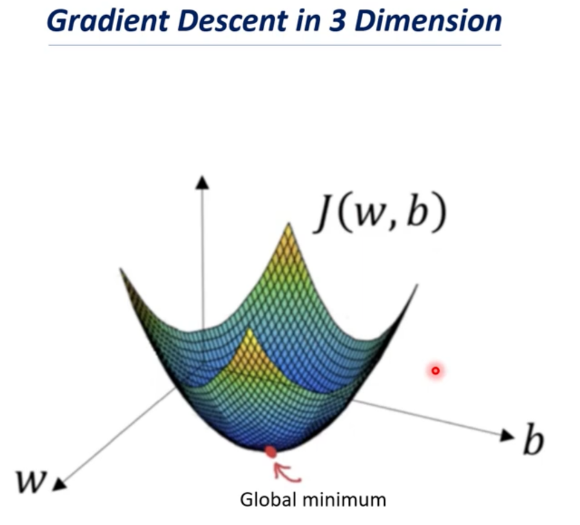 Gradient Descent in 3 Dimension
J(w, b)
b
w
Global minimum